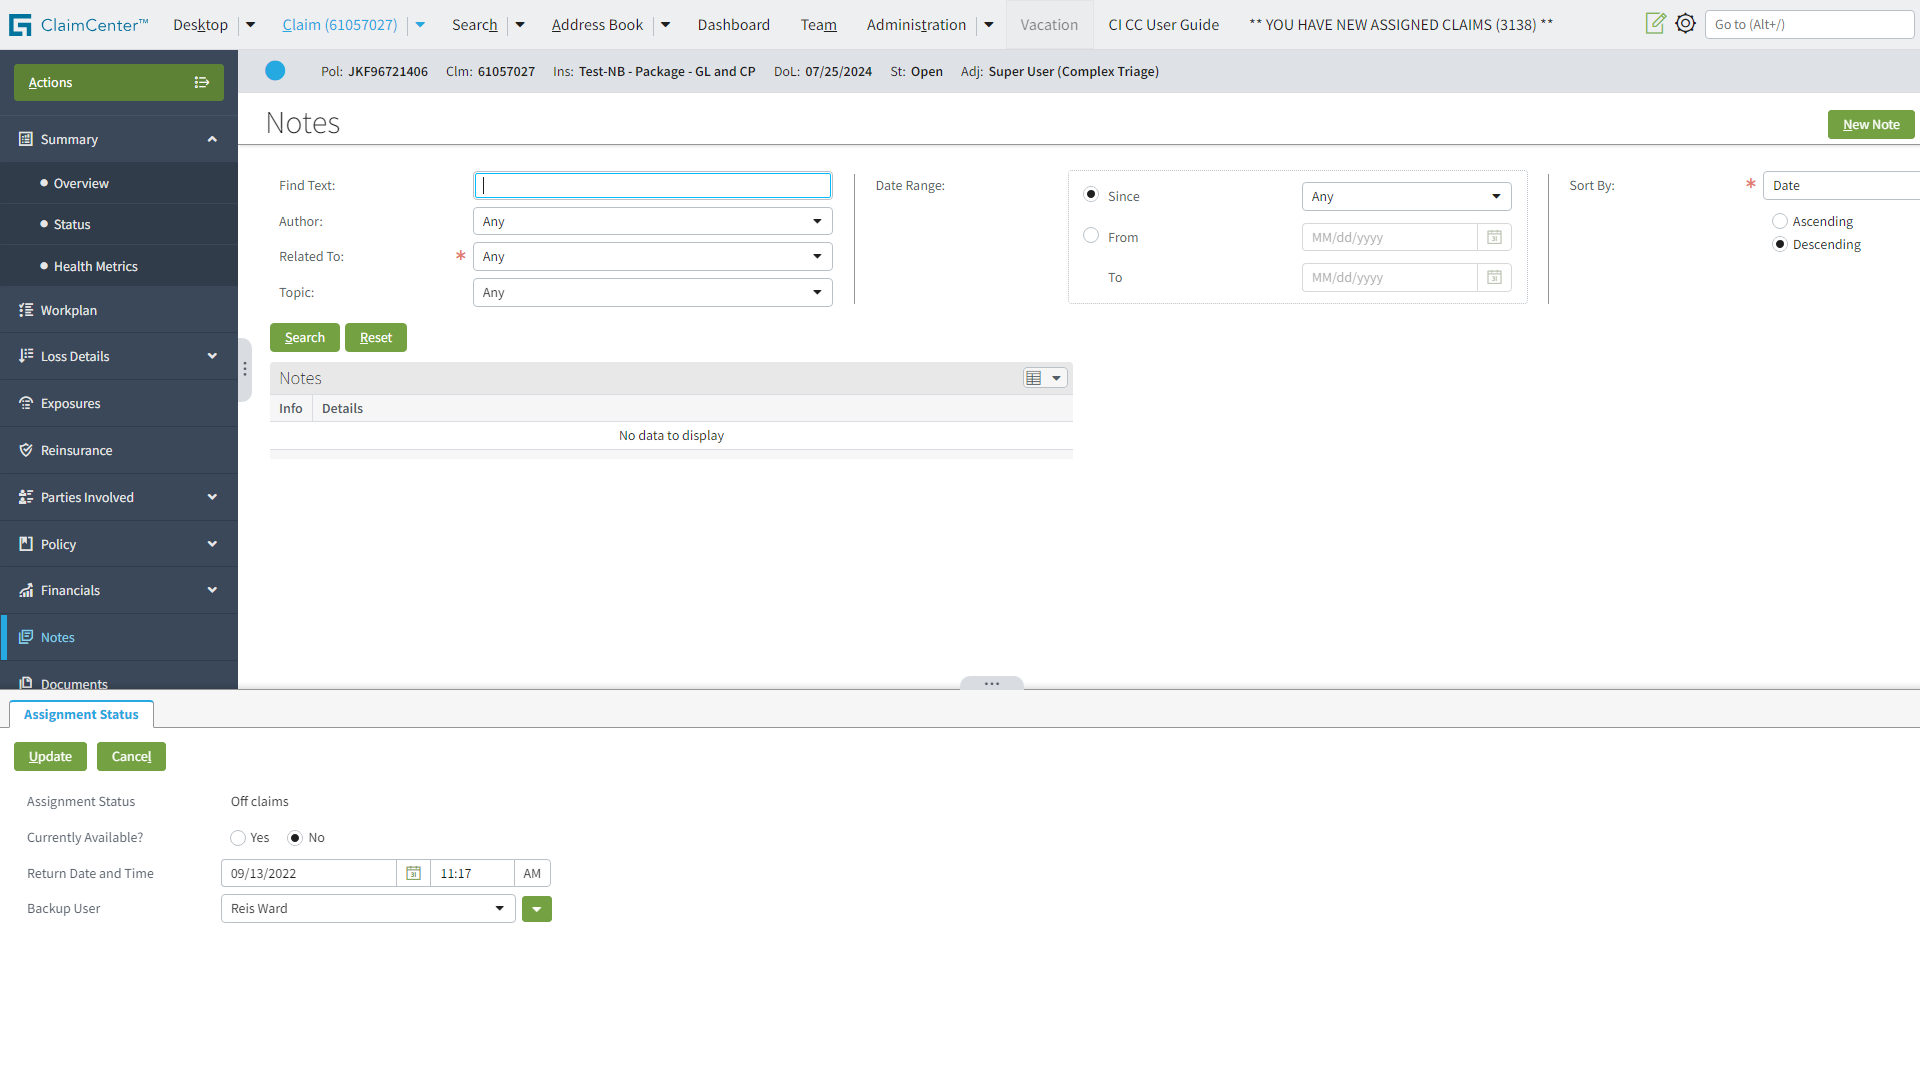 ClaimCenter™ Desktop Claim (61057027) Search Address Book Dashboard Team Administration Vacation CI CC User Guide ** YOU HAVE NEW ASSIGNED CLAIMS (3138) ** Go to (Alt+/)
Actions
Pol: JKF96721406 Clm: 61057027 Ins: Test-NB - Package - GL and CP DoL: 07/25/2024 St: Open Adj: Super User (Complex Triage)
Summary
Overview
Status
Health Metrics
Workplan
Loss Details
Exposures
Reinsurance
Parties Involved
Policy
Financials
Notes
Documents
Notes
New Note
Find Text:
Author: Any
Related To: * Any
Topic: Any
Date Range:
Since Any
From MM/dd/yyyy
To MM/dd/yyyy
Sort By: * Date
Ascending
Descending
Search Reset
Notes
Info Details
No data to display
Assignment Status
Update Cancel
Assignment Status Off claims
Currently Available? Yes No
Return Date and Time 09/13/2022 11:17 AM
Backup User Reis Ward